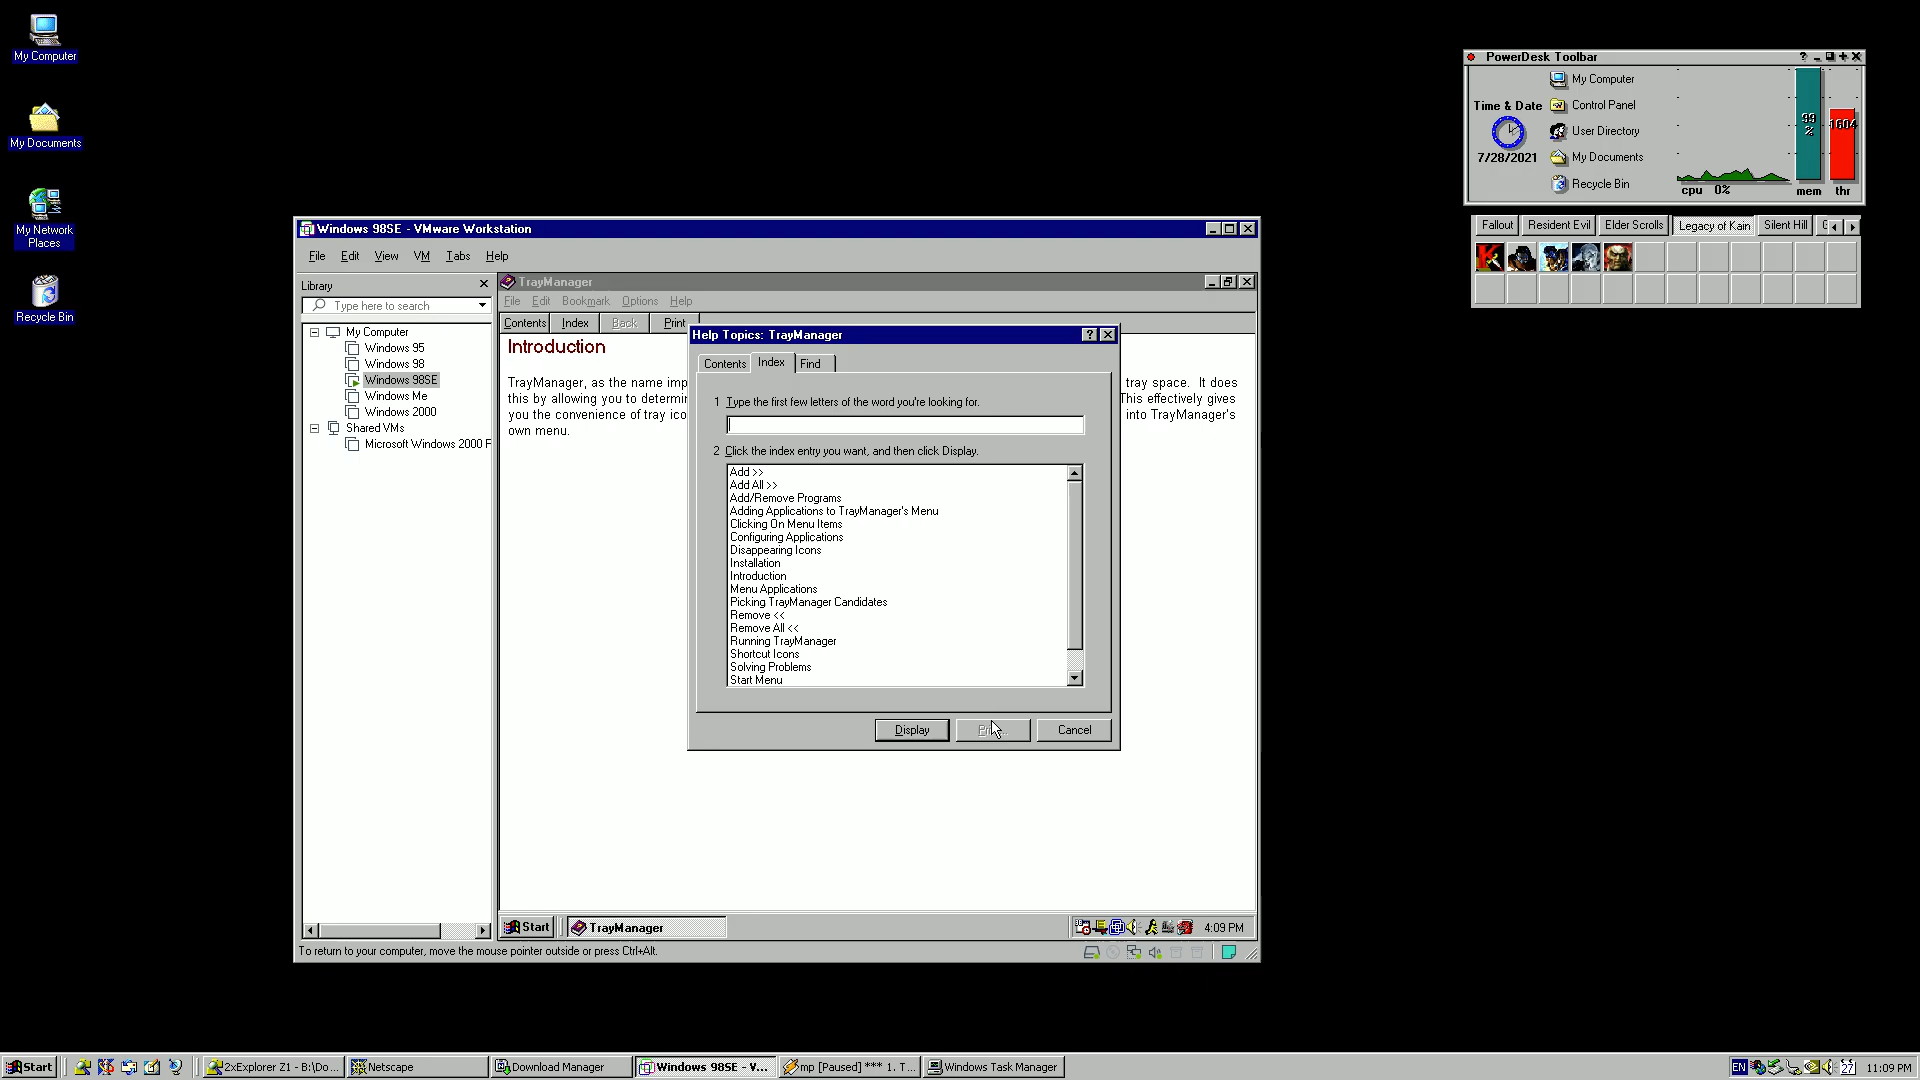 My Computer
My Documents
My Network
Places
Recycle Bin
PowerDesk Toolbar
Time & Date
7/28/2021
My Computer
Control Panel
User Directory
My Documents
Recycle Bin
cpu 0%
99
%
mem
1604
thr
Fallout
Resident Evil
Elder Scrolls
Legacy of Kain
Silent Hill
Windows 98SE - VMware Workstation
File Edit View VM Tabs Help
Library
Type here to search
My Computer
Windows 95
Windows 98
Windows 98SE
Windows Me
Windows 2000
Shared VMs
Microsoft Windows 2000 F
TrayManager
File Edit Bookmark Options Help
Contents Index Back Print
Introduction
TrayManager, as the name imp
this by allowing you to determin
you the convenience of tray ico
own menu.
tray space. It does
This effectively gives
into TrayManager's
Help Topics: TrayManager
Contents Index Find
1 Type the first few letters of the word you're looking for.
2 Click the index entry you want, and then click Display.
Add >>
Add All >>
Add/Remove Programs
Adding Applications to TrayManager's Menu
Clicking On Menu Items
Configuring Applications
Disappearing Icons
Installation
Introduction
Menu Applications
Picking TrayManager Candidates
Remove <<
Remove All <<
Running TrayManager
Shortcut Icons
Solving Problems
Start Menu
Display
Cancel
Start
TrayManager
4:09 PM
To return to your computer, move the mouse pointer outside or press Ctrl+Alt.
Start
2xExplorer Z1 - B:\Do...
Netscape
Download Manager
Windows 98SE - V...
mp [Paused] *** 1. T...
Windows Task Manager
EN
27
11:09 PM